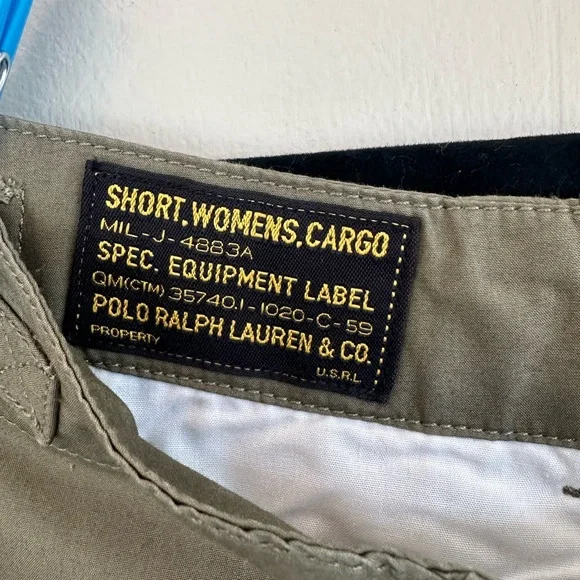 SHORT.WOMENS.CARGO
MIL-J-4883A
SPEC. EQUIPMENT LABEL
QM(CTM) 35740.1-1020-C-59
POLO RALPH LAUREN & CO.
PROPERTY
U.S.R.L